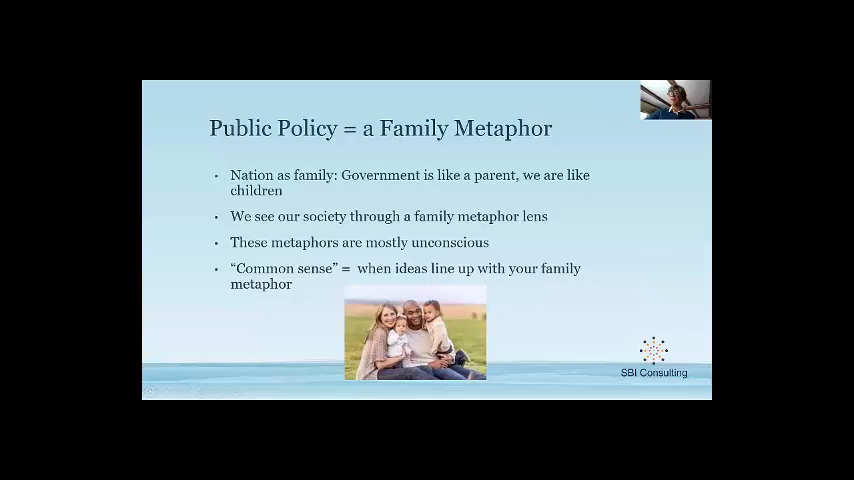 Public Policy = a Family Metaphor
• Nation as family: Government is like a parent, we are like
children
• We see our society through a family metaphor lens
• These metaphors are mostly unconscious
• “Common sense” = when ideas line up with your family
metaphor
SBI Consulting